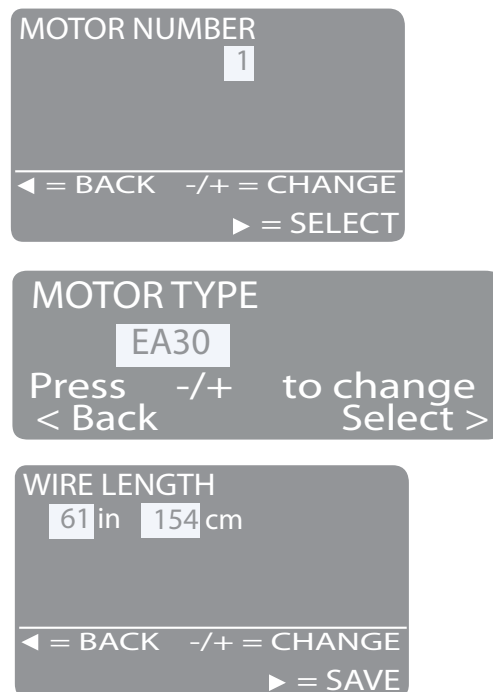 MOTOR NUMBER
1
◄ = BACK -/+ = CHANGE
► = SELECT
MOTOR TYPE
EA30
Press -/+ to change
< Back Select >
WIRE LENGTH
61 in 154 cm
◄ = BACK -/+ = CHANGE
► = SAVE